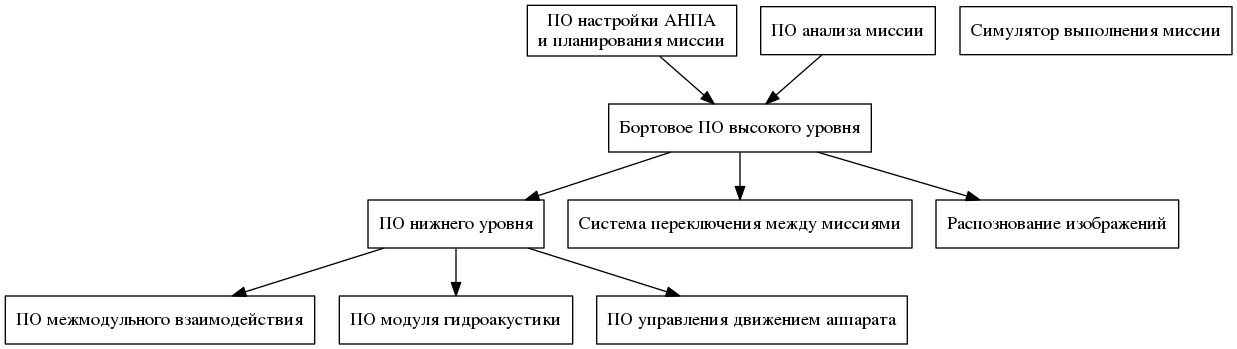 ПО настройки АНПА
и планирования миссии
ПО анализа миссии
Симулятор выполнения миссии
Бортовое ПО высокого уровня
ПО нижнего уровня
Система переключения между миссиями
Распознование изображений
ПО межмодульного взаимодействия
ПО модуля гидроакустики
ПО управления движением аппарата